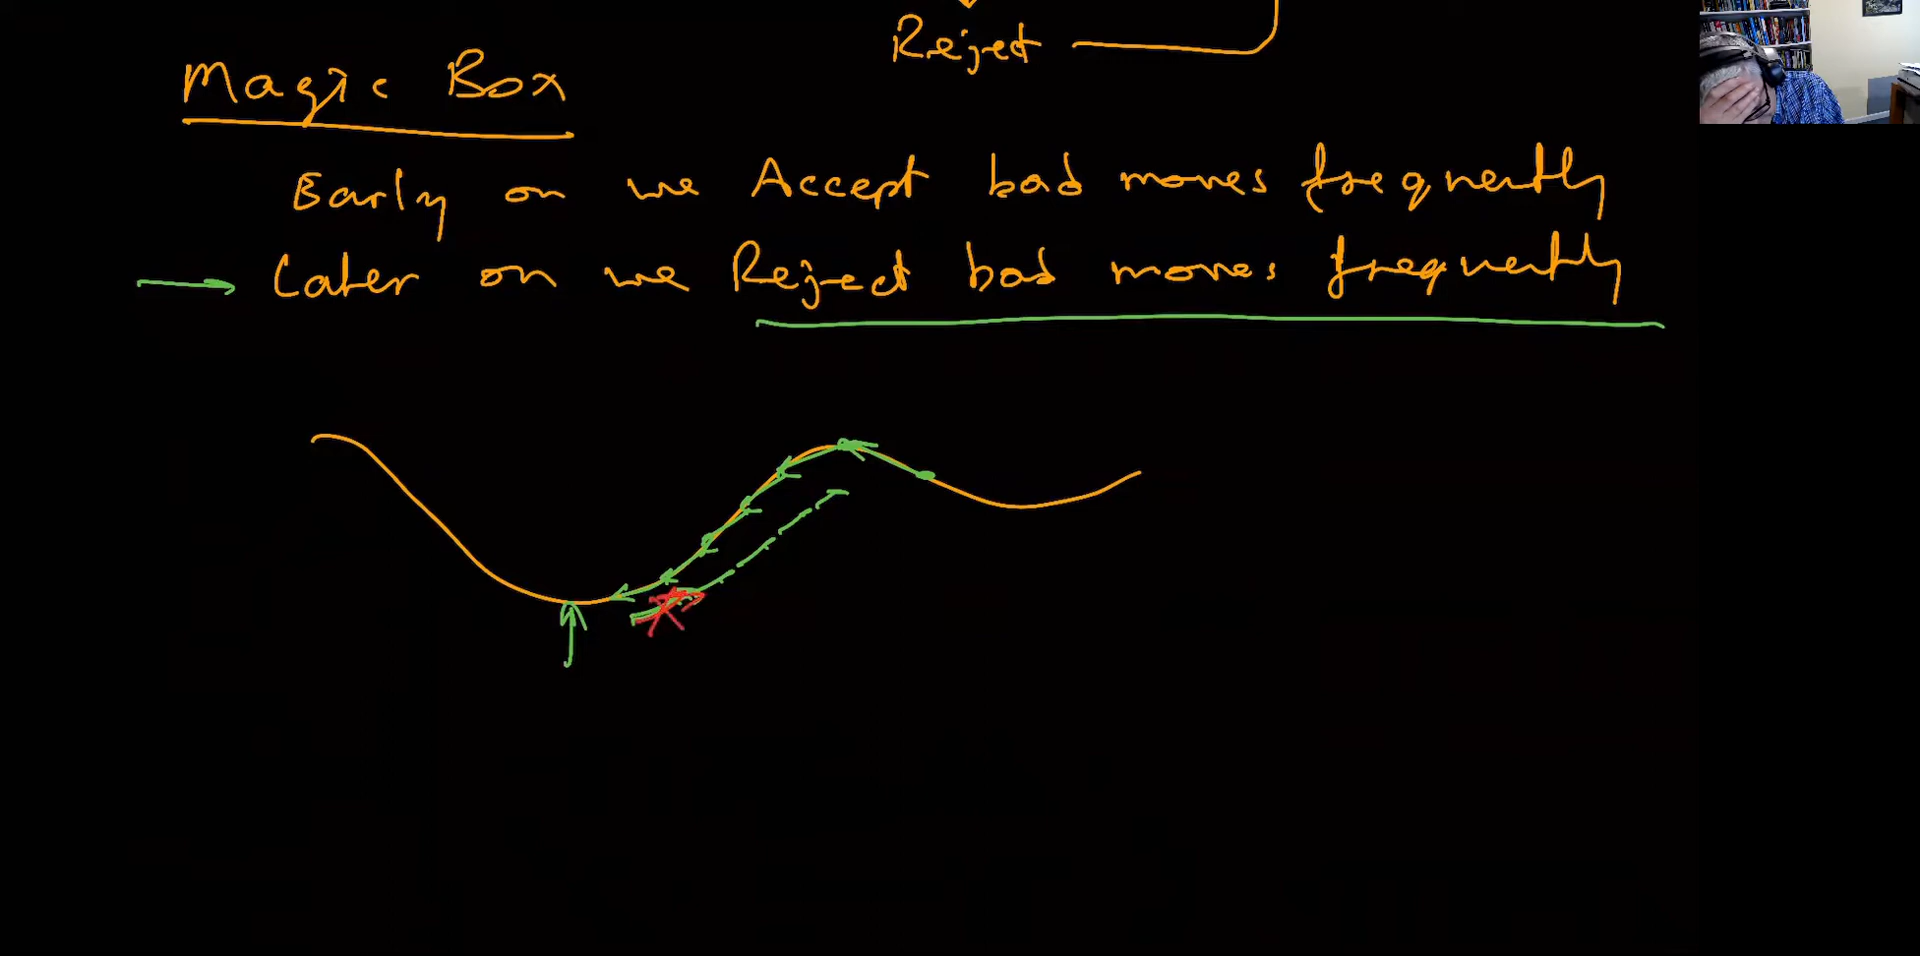 Reject
Magic Box
Early on we Accept bad moves frequently
Later on we Reject bad moves frequently